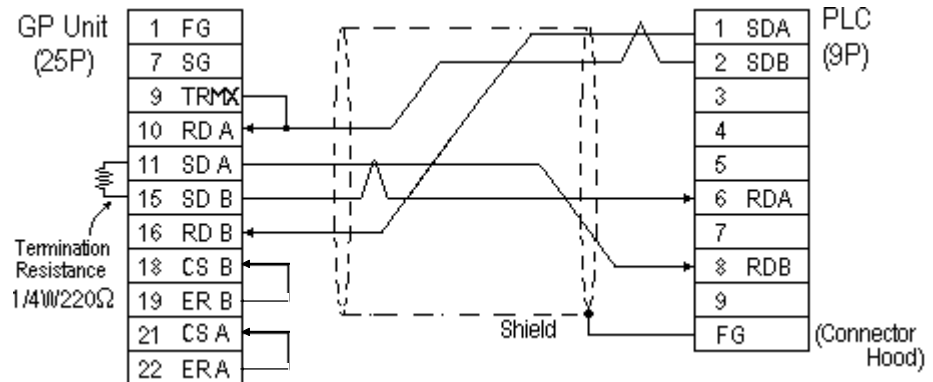 GP Unit
(25P)
1 FG
7 SG
9 TRMX
10 RD A
11 SD A
15 SD B
16 RD B
18 CS B
19 ER B
21 CS A
22 ERA
Termination
Resistance
1/4W220Ω
Shield
PLC
(9P)
1 SDA
2 SDB
3
4
5
6 RDA
7
8 RDB
9
FG
(Connector
Hood)